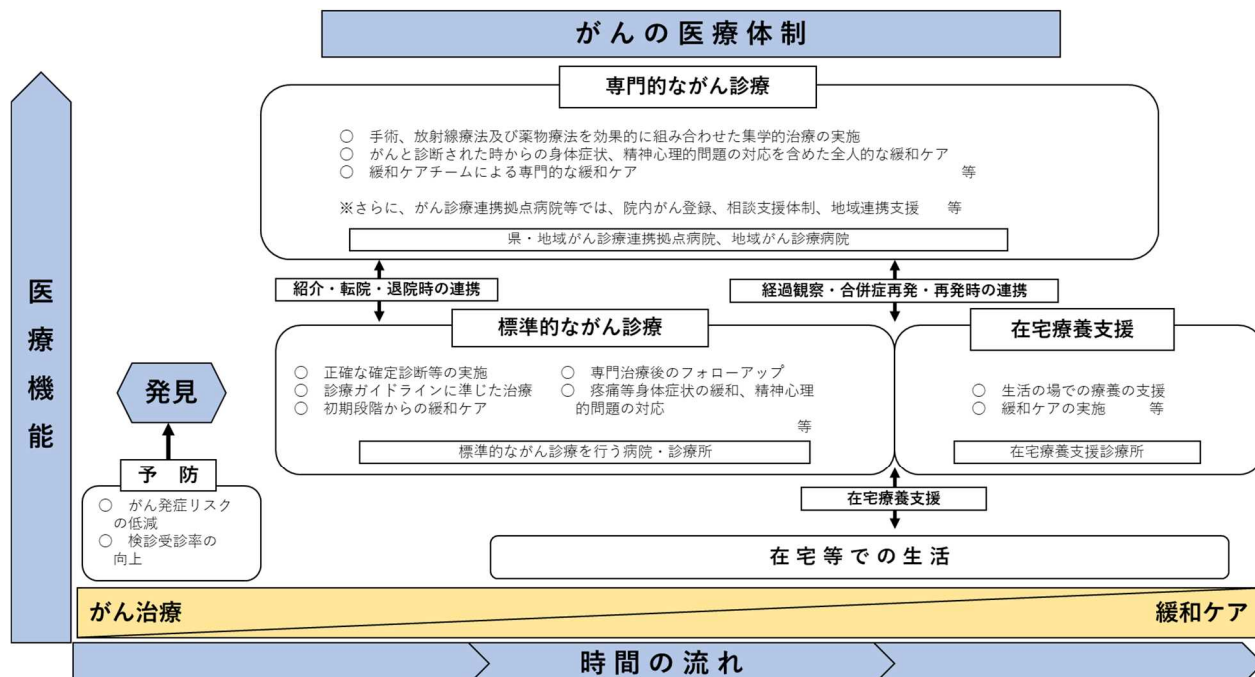 がんの医療体制
専門的ながん診療
○ 手術、放射線療法及び薬物療法を効果的に組み合わせた集学的治療の実施
○ がんと診断された時からの身体症状、精神心理的問題の対応を含めた全人的な緩和ケア
○ 緩和ケアチームによる専門的な緩和ケア 等
※さらに、がん診療連携拠点病院等では、院内がん登録、相談支援体制、地域連携支援 等
県・地域がん診療連携拠点病院、地域がん診療病院
紹介・転院・退院時の連携
経過観察・合併症再発・再発時の連携
医療機能
標準的ながん診療
○ 正確な確定診断等の実施
○ 診療ガイドラインに準じた治療
○ 初期段階からの緩和ケア
○ 専門治療後のフォローアップ
○ 疼痛等身体症状の緩和、精神心理
的問題の対応
等
標準的ながん診療を行う病院・診療所
在宅療養支援
○ 生活の場での療養の支援
○ 緩和ケアの実施 等
在宅療養支援診療所
発見
予 防
○ がん発症リスク
の低減
○ 検診受診率の
向上
在宅療養支援
在宅等での生活
がん治療
緩和ケア
時間の流れ